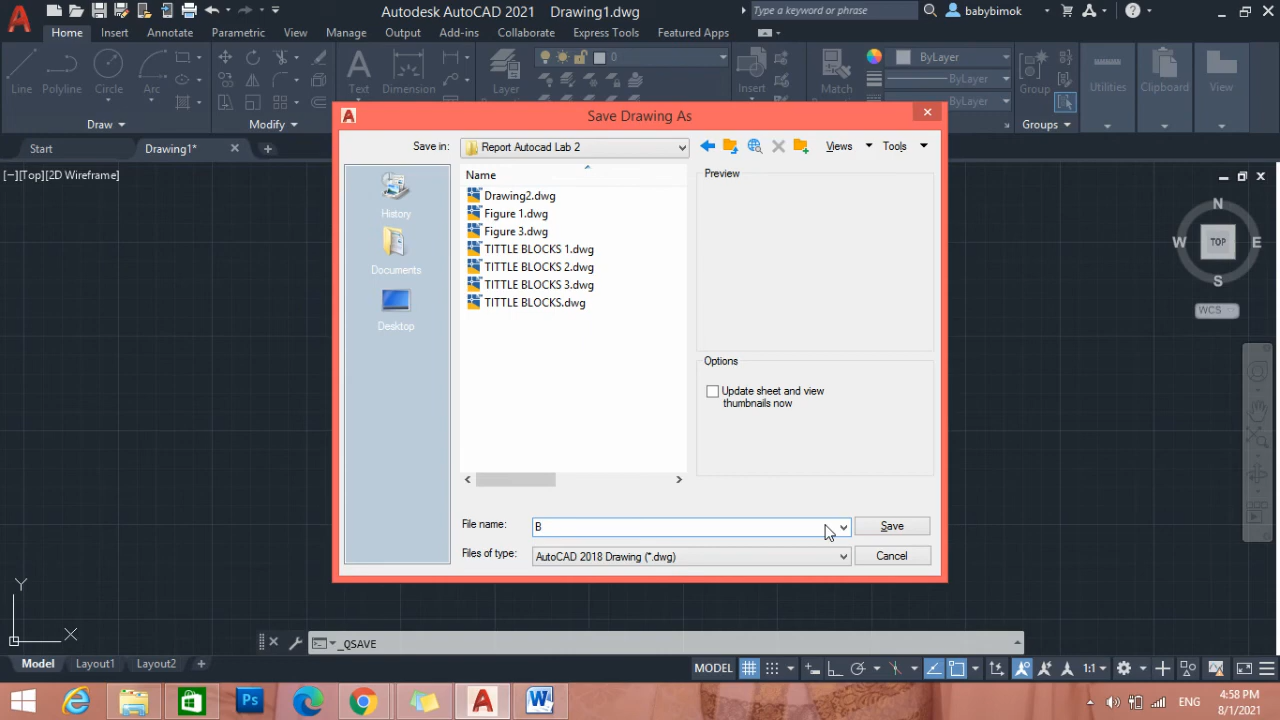 Autodesk AutoCAD 2021 Drawing1.dwg
Type a keyword or phrase
babybimok
Home Insert Annotate Parametric View Manage Output Add-ins Collaborate Express Tools Featured Apps
0
ByLayer
ByLayer
ByLayer
Line Polyline Circle Arc
Text Dimension
Layer
Insert
Match
Group
Utilities
Clipboard
View
Draw
Modify
Groups
Start
Drawing1*
[−][Top][2D Wireframe]
Save Drawing As
Save in:
Report Autocad Lab 2
Views
Tools
History
Documents
Desktop
Name
Drawing2.dwg
Figure 1.dwg
Figure 3.dwg
TITTLE BLOCKS 1.dwg
TITTLE BLOCKS 2.dwg
TITTLE BLOCKS 3.dwg
TITTLE BLOCKS.dwg
Preview
Options
Update sheet and view
thumbnails now
File name:
B
Save
Files of type:
AutoCAD 2018 Drawing (*.dwg)
Cancel
N
W
TOP
E
S
WCS
Y
X
_QSAVE
Model Layout1 Layout2
MODEL
1:1
Ps
ENG
4:58 PM
8/1/2021